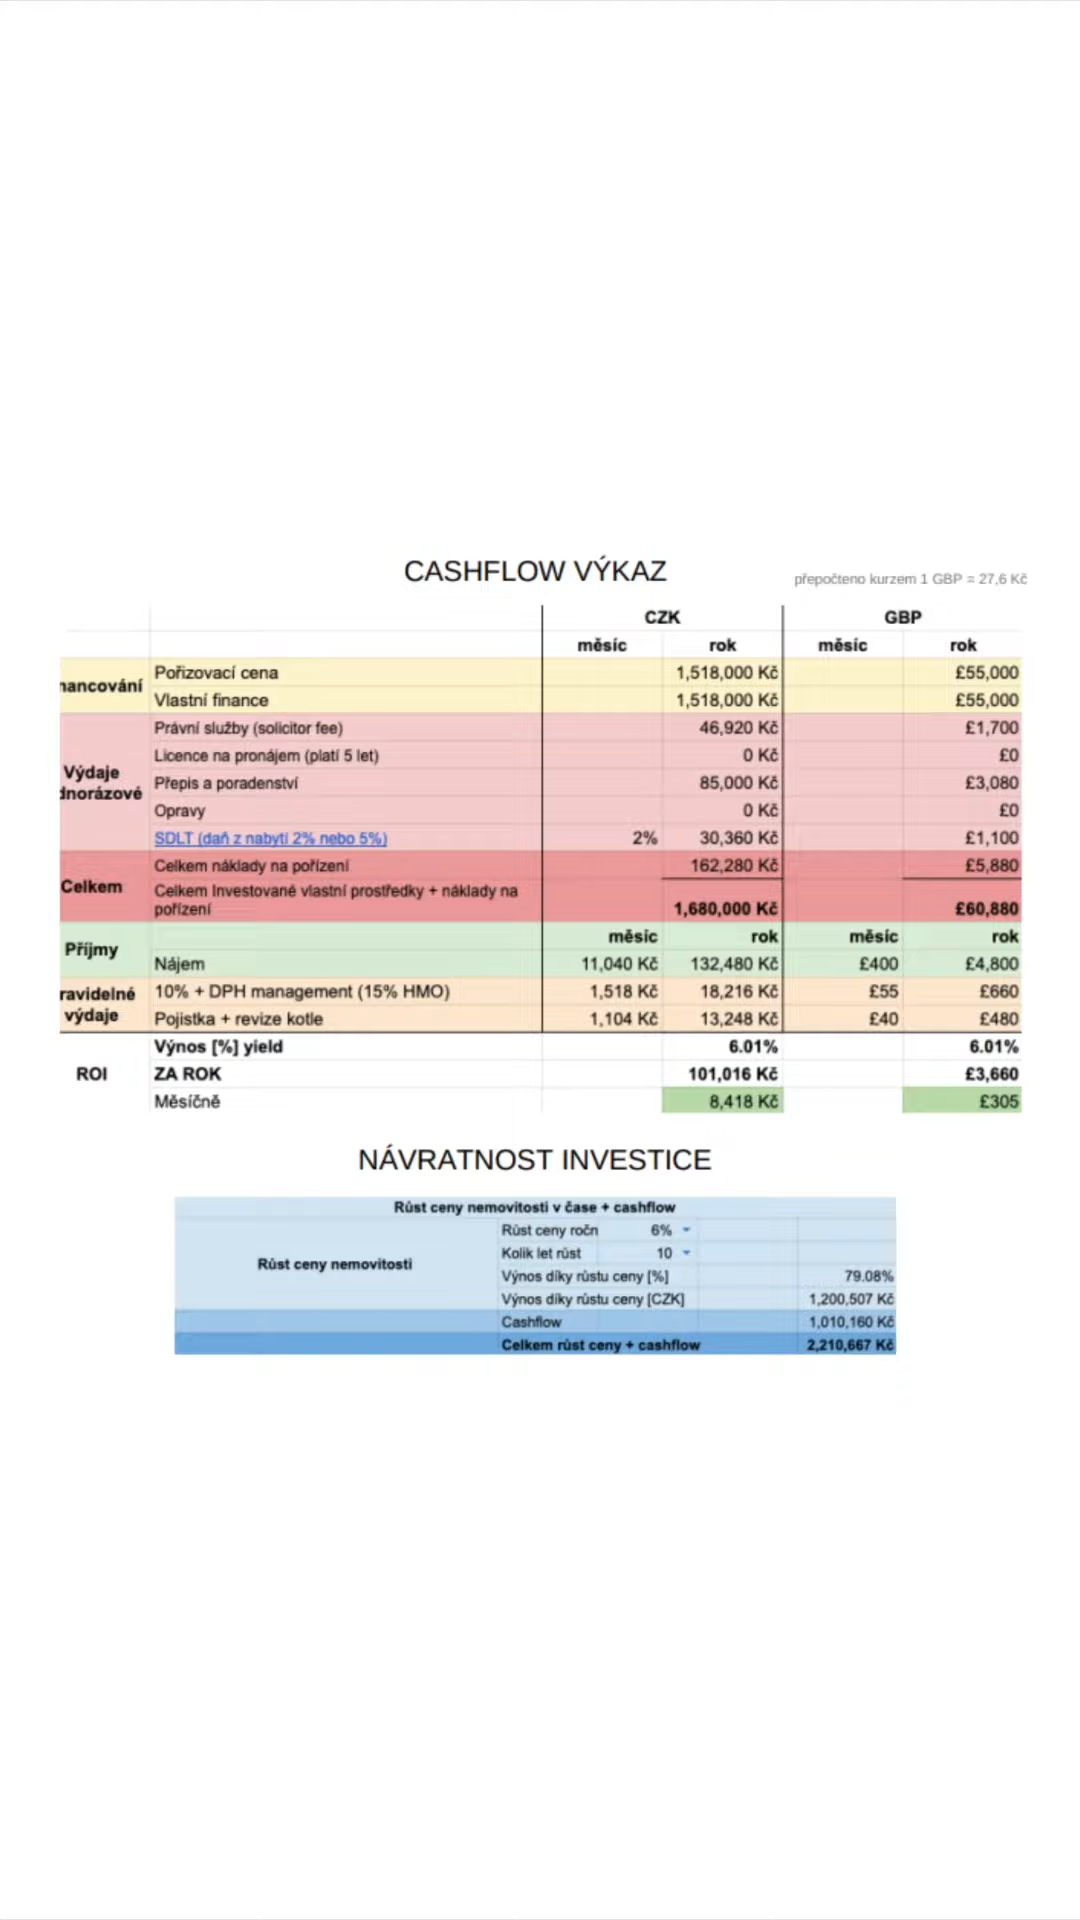 CASHFLOW VÝKAZ
přepočteno kurzem 1 GBP = 27,6 Kč
CZK GBP
měsíc rok měsíc rok
nancování
Pořizovací cena 1,518,000 Kč £55,000
Vlastní finance 1,518,000 Kč £55,000
Výdaje
dnorázové
Právní služby (solicitor fee) 46,920 Kč £1,700
Licence na pronájem (platí 5 let) 0 Kč £0
Přepis a poradenství 85,000 Kč £3,080
Opravy 0 Kč £0
SDLT (daň z nabytí 2% nebo 5%) 2% 30,360 Kč £1,100
Celkem
Celkem náklady na pořízení 162,280 Kč £5,880
Celkem Investované vlastní prostředky + náklady na
pořízení 1,680,000 Kč £60,880
Příjmy
měsíc rok měsíc rok
Nájem 11,040 Kč 132,480 Kč £400 £4,800
ravidelné
výdaje
10% + DPH management (15% HMO) 1,518 Kč 18,216 Kč £55 £660
Pojistka + revize kotle 1,104 Kč 13,248 Kč £40 £480
ROI
Výnos [%] yield 6.01% 6.01%
ZA ROK 101,016 Kč £3,660
Měsíčně 8,418 Kč £305
NÁVRATNOST INVESTICE
Růst ceny nemovitosti v čase + cashflow
Růst ceny nemovitosti
Růst ceny ročn 6%
Kolik let růst 10
Výnos díky růstu ceny [%] 79.08%
Výnos díky růstu ceny [CZK] 1,200,507 Kč
Cashflow 1,010,160 Kč
Celkem růst ceny + cashflow 2,210,667 Kč